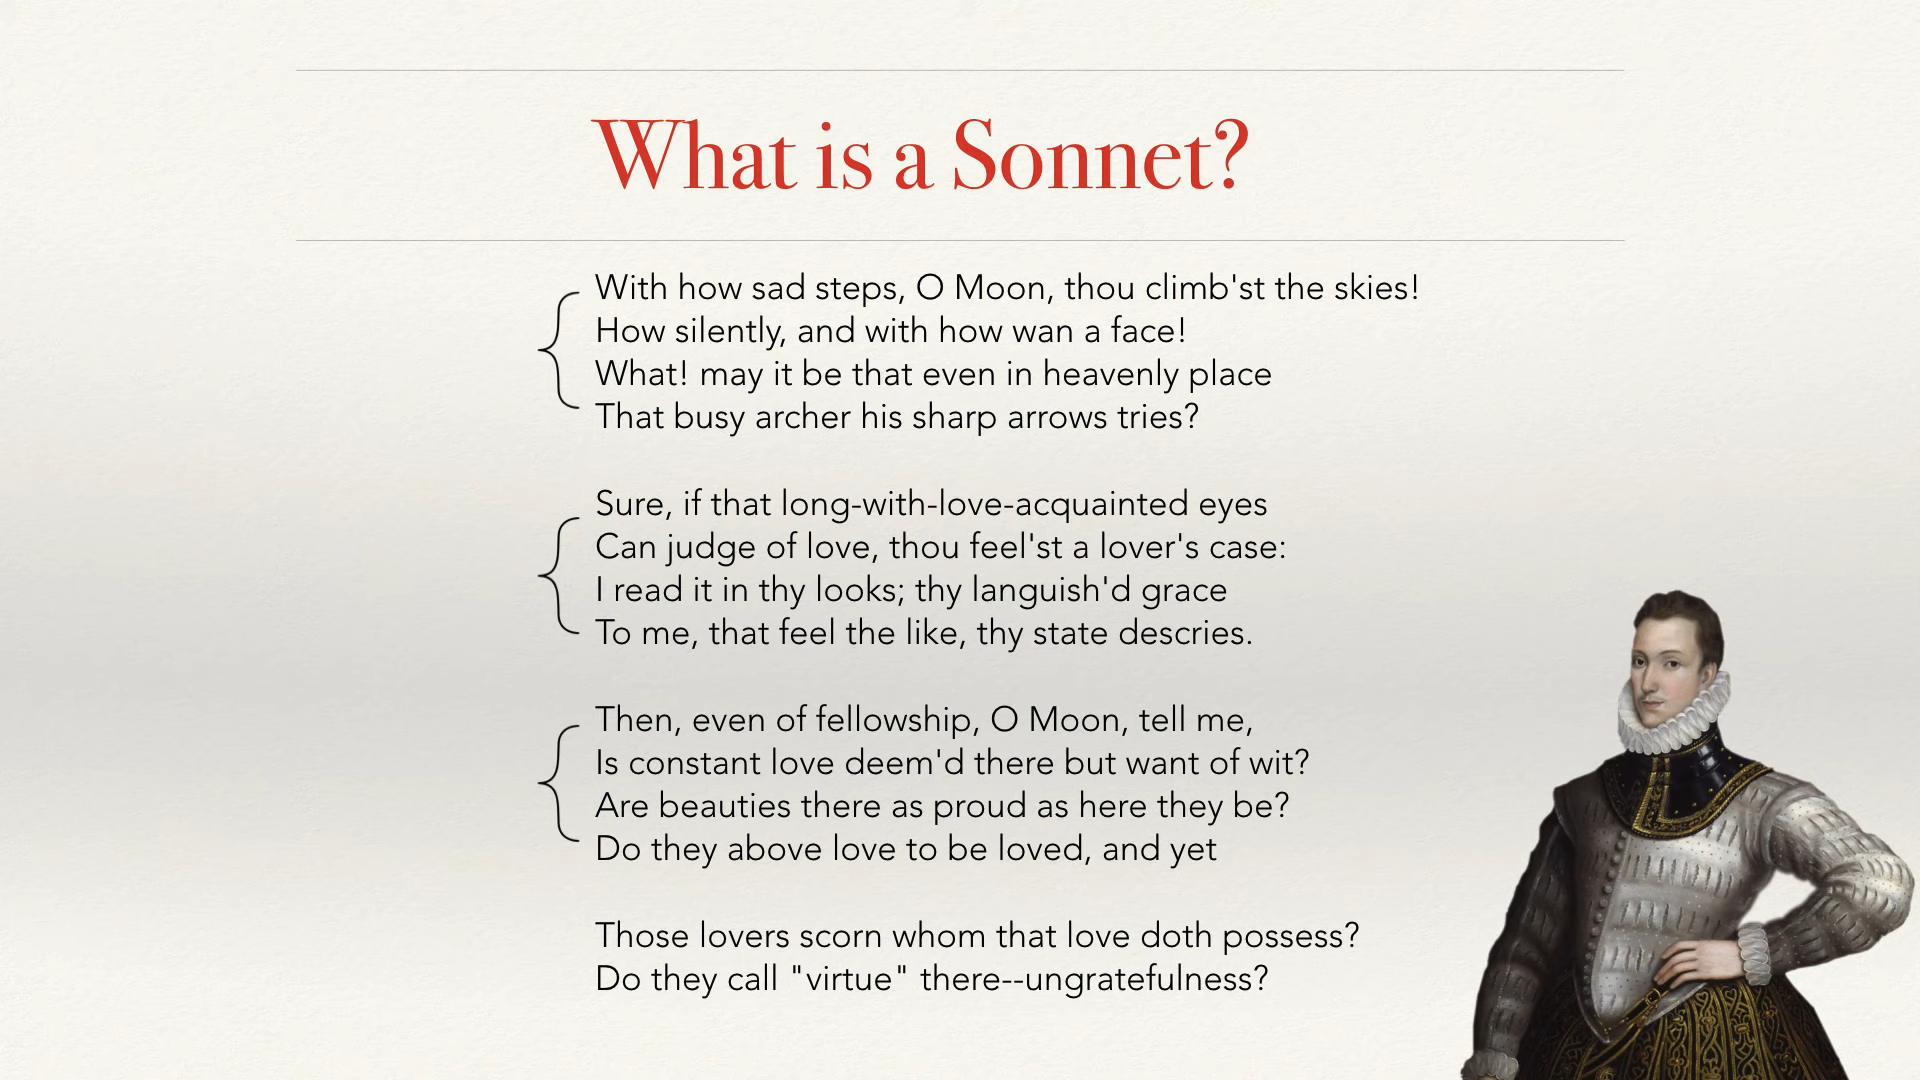 What is a Sonnet?
With how sad steps, O Moon, thou climb'st the skies!
How silently, and with how wan a face!
What! may it be that even in heavenly place
That busy archer his sharp arrows tries?
Sure, if that long-with-love-acquainted eyes
Can judge of love, thou feel'st a lover's case:
I read it in thy looks; thy languish'd grace
To me, that feel the like, thy state descries.
Then, even of fellowship, O Moon, tell me,
Is constant love deem'd there but want of wit?
Are beauties there as proud as here they be?
Do they above love to be loved, and yet
Those lovers scorn whom that love doth possess?
Do they call "virtue" there--ungratefulness?